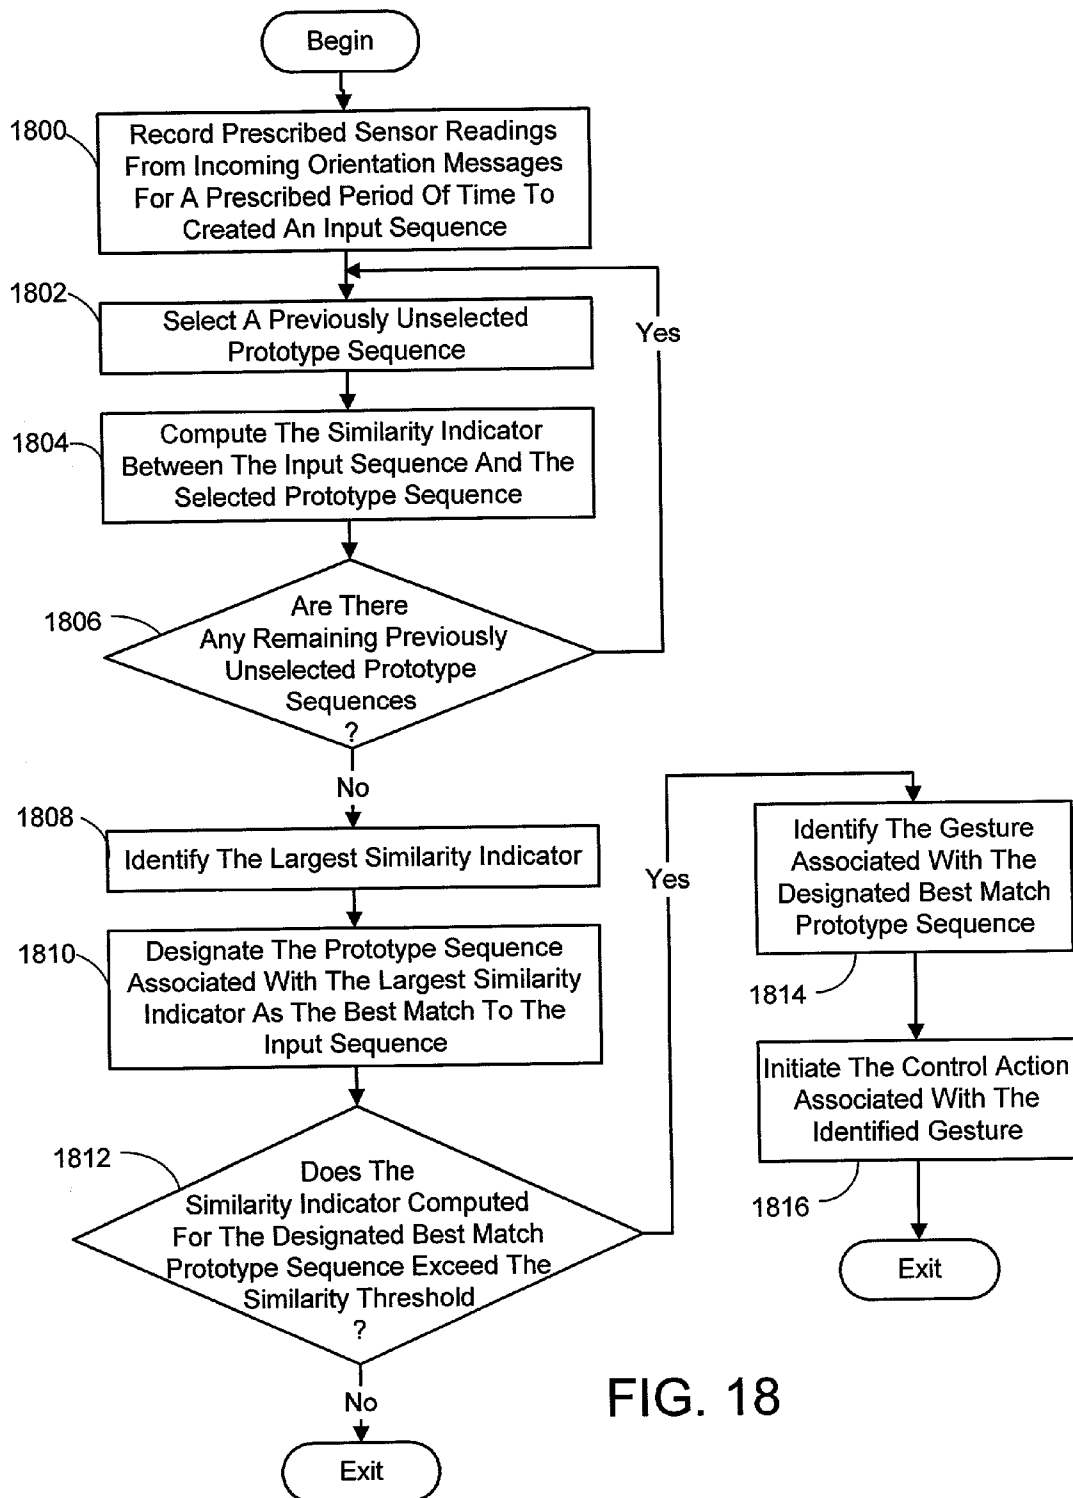 Begin
1800
Record Prescribed Sensor Readings
From Incoming Orientation Messages
For A Prescribed Period Of Time To
Created An Input Sequence
1802
Select A Previously Unselected
Prototype Sequence
Yes
1804
Compute The Similarity Indicator
Between The Input Sequence And The
Selected Prototype Sequence
1806
Are There
Any Remaining Previously
Unselected Prototype
Sequences
?
No
1808
Identify The Largest Similarity Indicator
1810
Designate The Prototype Sequence
Associated With The Largest Similarity
Indicator As The Best Match To The
Input Sequence
1812
Does The
Similarity Indicator Computed
For The Designated Best Match
Prototype Sequence Exceed The
Similarity Threshold
?
No
Exit
Yes
Identify The Gesture
Associated With The
Designated Best Match
Prototype Sequence
1814
Initiate The Control Action
Associated With The
Identified Gesture
1816
Exit
FIG. 18